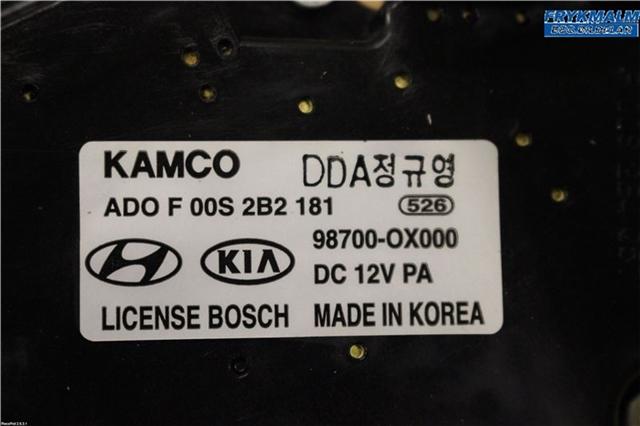 FRYKMALM
BILDEMONTERING
KAMCO DDA정규영
ADO F 00S 2B2 181 526
98700-OX000
KIA DC 12V PA
LICENSE BOSCH MADE IN KOREA